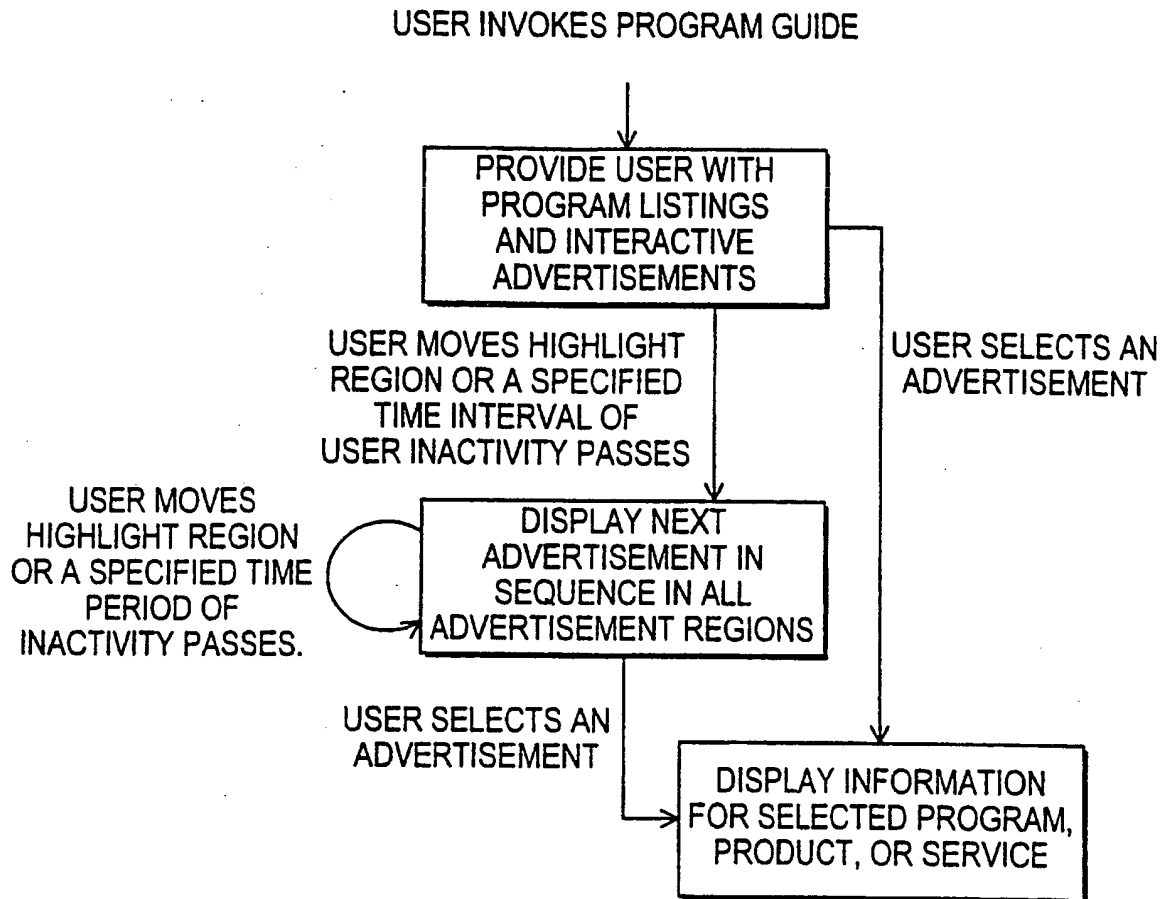 USER INVOKES PROGRAM GUIDE
PROVIDE USER WITH
PROGRAM LISTINGS
AND INTERACTIVE
ADVERTISEMENTS
USER MOVES HIGHLIGHT
REGION OR A SPECIFIED
TIME INTERVAL OF
USER INACTIVITY PASSES
USER SELECTS AN
ADVERTISEMENT
USER MOVES
HIGHLIGHT REGION
OR A SPECIFIED TIME
PERIOD OF
INACTIVITY PASSES.
DISPLAY NEXT
ADVERTISEMENT IN
SEQUENCE IN ALL
ADVERTISEMENT REGIONS
USER SELECTS AN
ADVERTISEMENT
DISPLAY INFORMATION
FOR SELECTED PROGRAM,
PRODUCT, OR SERVICE